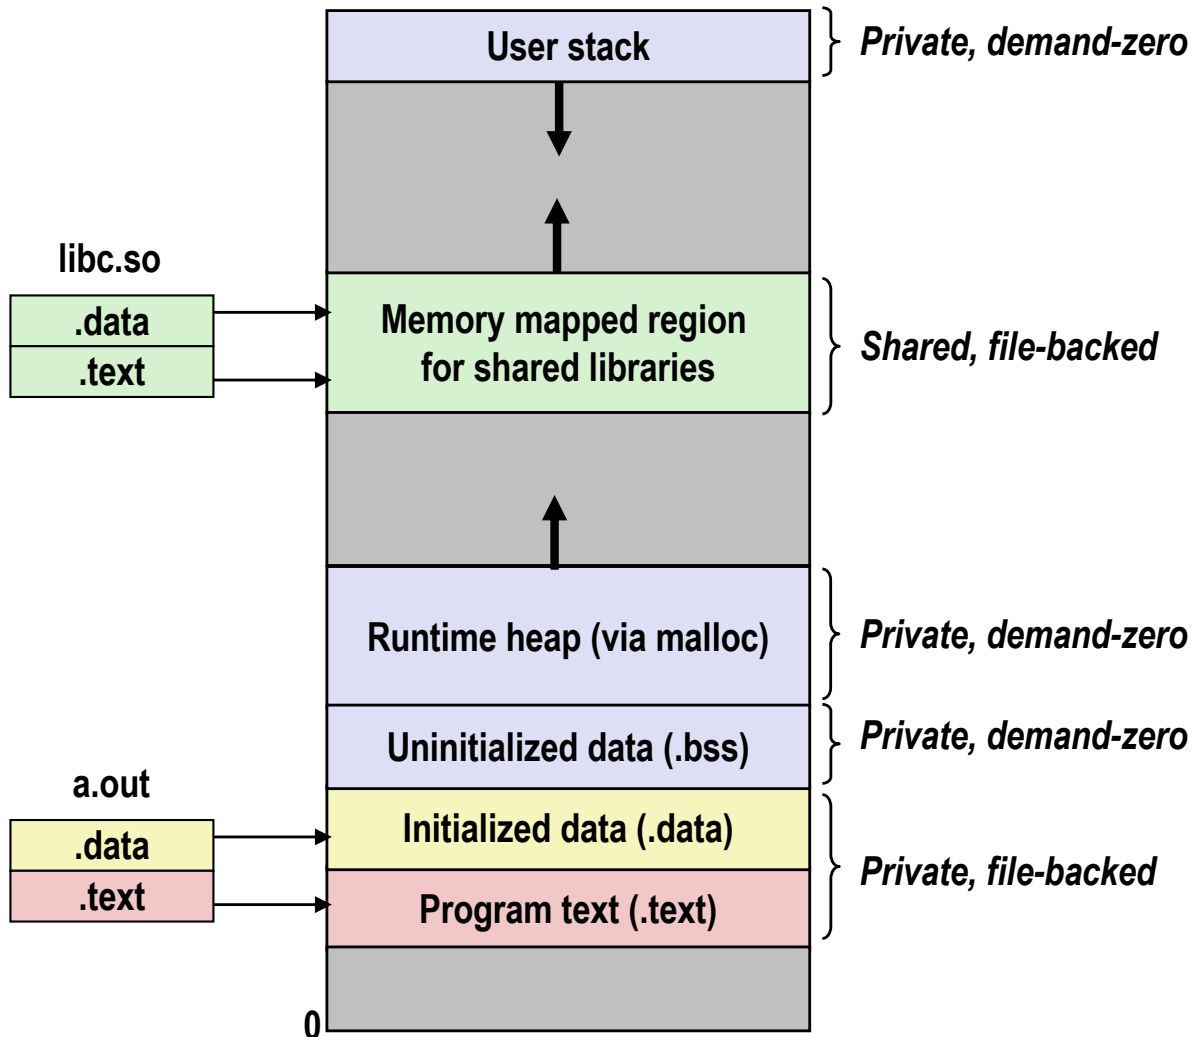 User stack
Private, demand-zero
libc.so
.data
.text
Memory mapped region
for shared libraries
Shared, file-backed
Runtime heap (via malloc)
Private, demand-zero
Uninitialized data (.bss)
Private, demand-zero
a.out
.data
.text
Initialized data (.data)
Program text (.text)
Private, file-backed
0